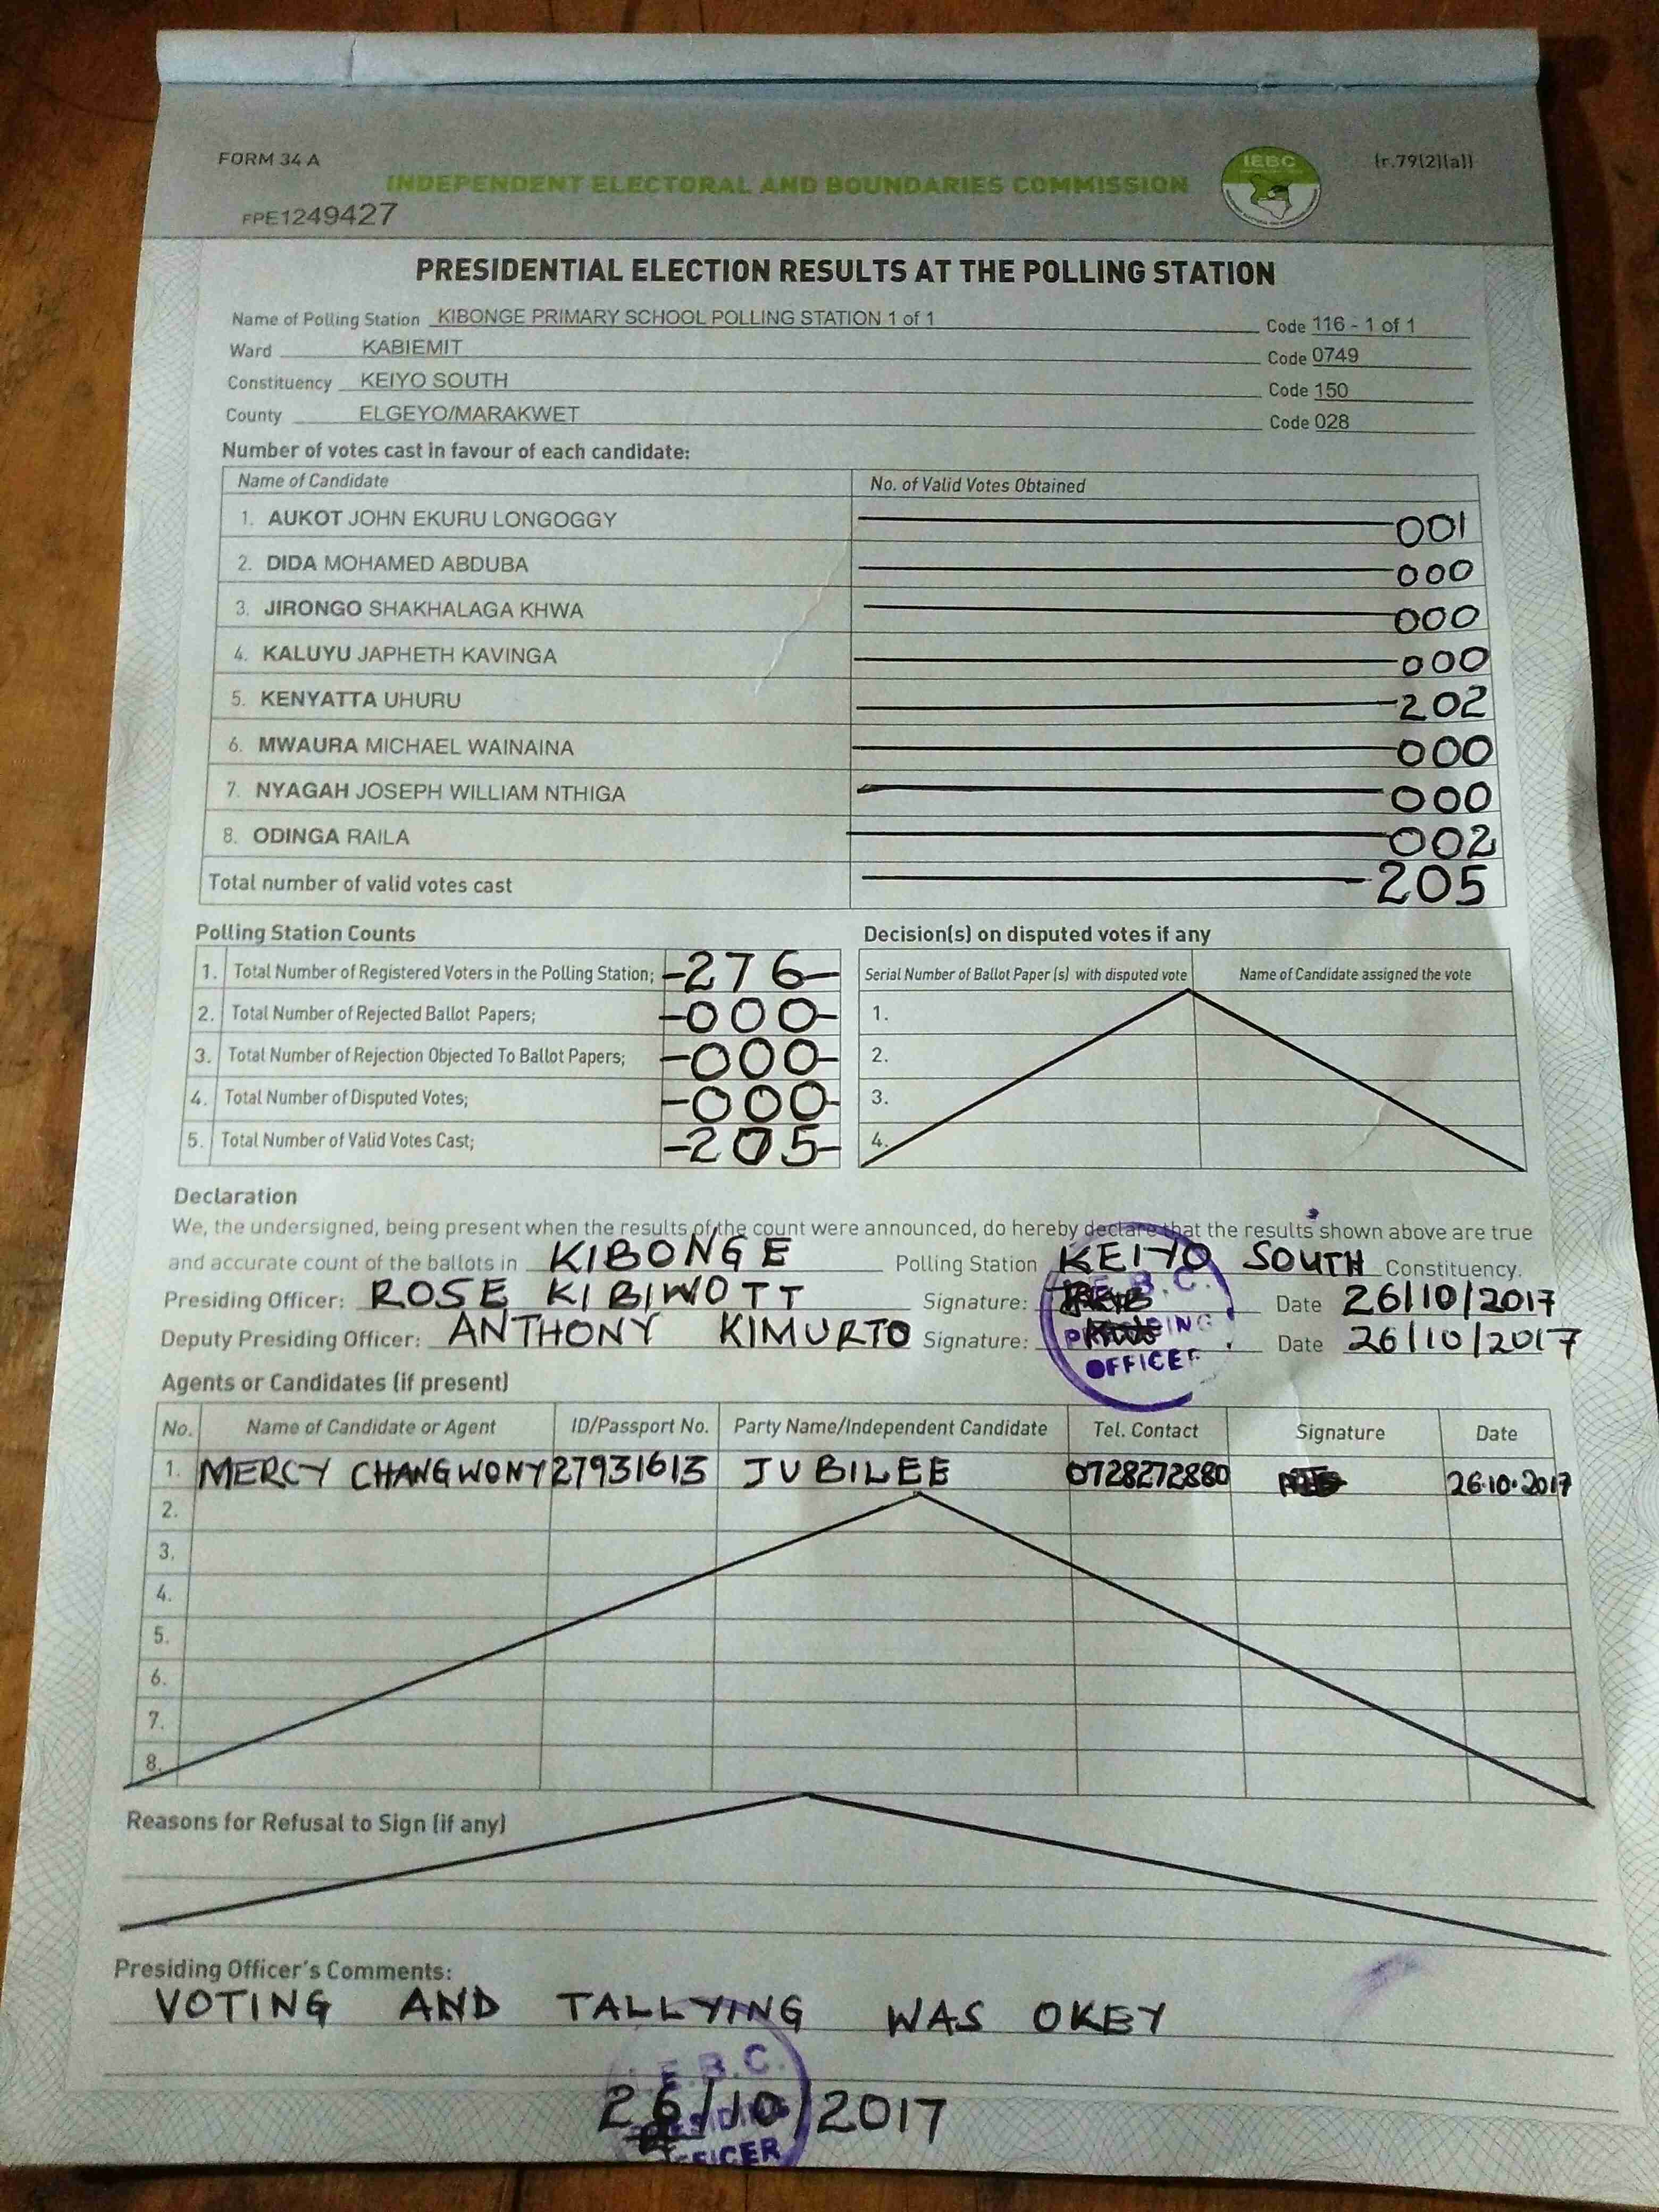 FORM 34 A
IEBC
(r.79(2)(a))
INDEPENDENT ELECTORAL AND BOUNDARIES COMMISSION
FPE1249427
PRESIDENTIAL ELECTION RESULTS AT THE POLLING STATION
Name of Polling Station KIBONGE PRIMARY SCHOOL POLLING STATION 1 of 1 Code 116 - 1 of 1
Ward KABIEMIT Code 0749
Constituency KEIYO SOUTH Code 150
County ELGEYO/MARAKWET Code 028
Number of votes cast in favour of each candidate:
Name of Candidate No. of Valid Votes Obtained
1. AUKOT JOHN EKURU LONGOGGY 001
2. DIDA MOHAMED ABDUBA 000
3. JIRONGO SHAKHALAGA KHWA 000
4. KALUYU JAPHETH KAVINGA 000
5. KENYATTA UHURU 202
6. MWAURA MICHAEL WAINAINA 000
7. NYAGAH JOSEPH WILLIAM NTHIGA 000
8. ODINGA RAILA 002
Total number of valid votes cast 205
Polling Station Counts
1. Total Number of Registered Voters in the Polling Station; -276-
2. Total Number of Rejected Ballot Papers; -000-
3. Total Number of Rejection Objected To Ballot Papers; -000-
4. Total Number of Disputed Votes; -000-
5. Total Number of Valid Votes Cast; -205-
Decision(s) on disputed votes if any
Serial Number of Ballot Paper (s) with disputed vote Name of Candidate assigned the vote
1.
2.
3.
4.
Declaration
We, the undersigned, being present when the results of the count were announced, do hereby declare that the results shown above are true
and accurate count of the ballots in KIBONGE Polling Station KEIYO SOUTH Constituency.
Presiding Officer: ROSE KIBIWOTT Signature: Date 26/10/2017
Deputy Presiding Officer: ANTHONY KIMURTO Signature: Date 26/10/2017
E.B.C.
PRESIDING
OFFICER
Agents or Candidates (if present)
No. Name of Candidate or Agent ID/Passport No. Party Name/Independent Candidate Tel. Contact Signature Date
1. MERCY CHANGWONY 27931613 JUBILEE 0728272880 26.10.2017
2.
3.
4.
5.
6.
7.
8.
Reasons for Refusal to Sign (if any)
Presiding Officer's Comments:
VOTING AND TALLYING WAS OKEY
E.B.C.
26/10/2017
PRESIDING
OFFICER